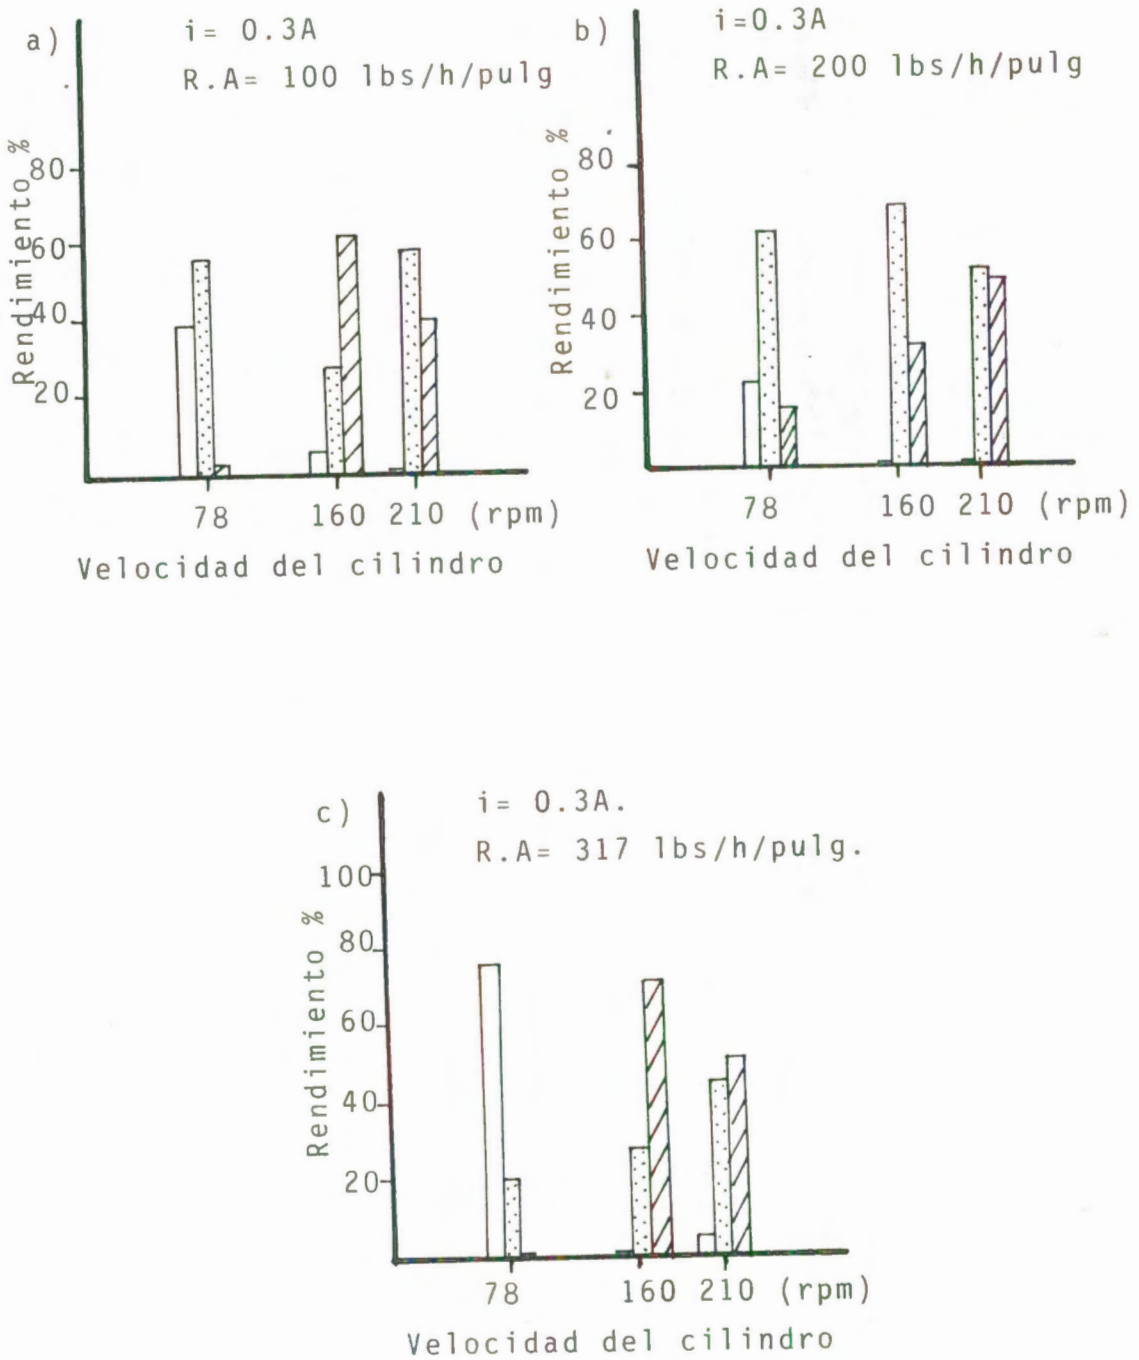 a)
i= 0.3A
R.A= 100 lbs/h/pulg
Rendimiento %
80
60
40
20
78 160 210 (rpm)
Velocidad del cilindro
b)
i=0.3A
R.A= 200 lbs/h/pulg
Rendimiento %
80
60
40
20
78 160 210 (rpm)
Velocidad del cilindro
c)
i= 0.3A.
R.A= 317 lbs/h/pulg.
Rendimiento %
100
80
60
40
20
78 160 210 (rpm)
Velocidad del cilindro